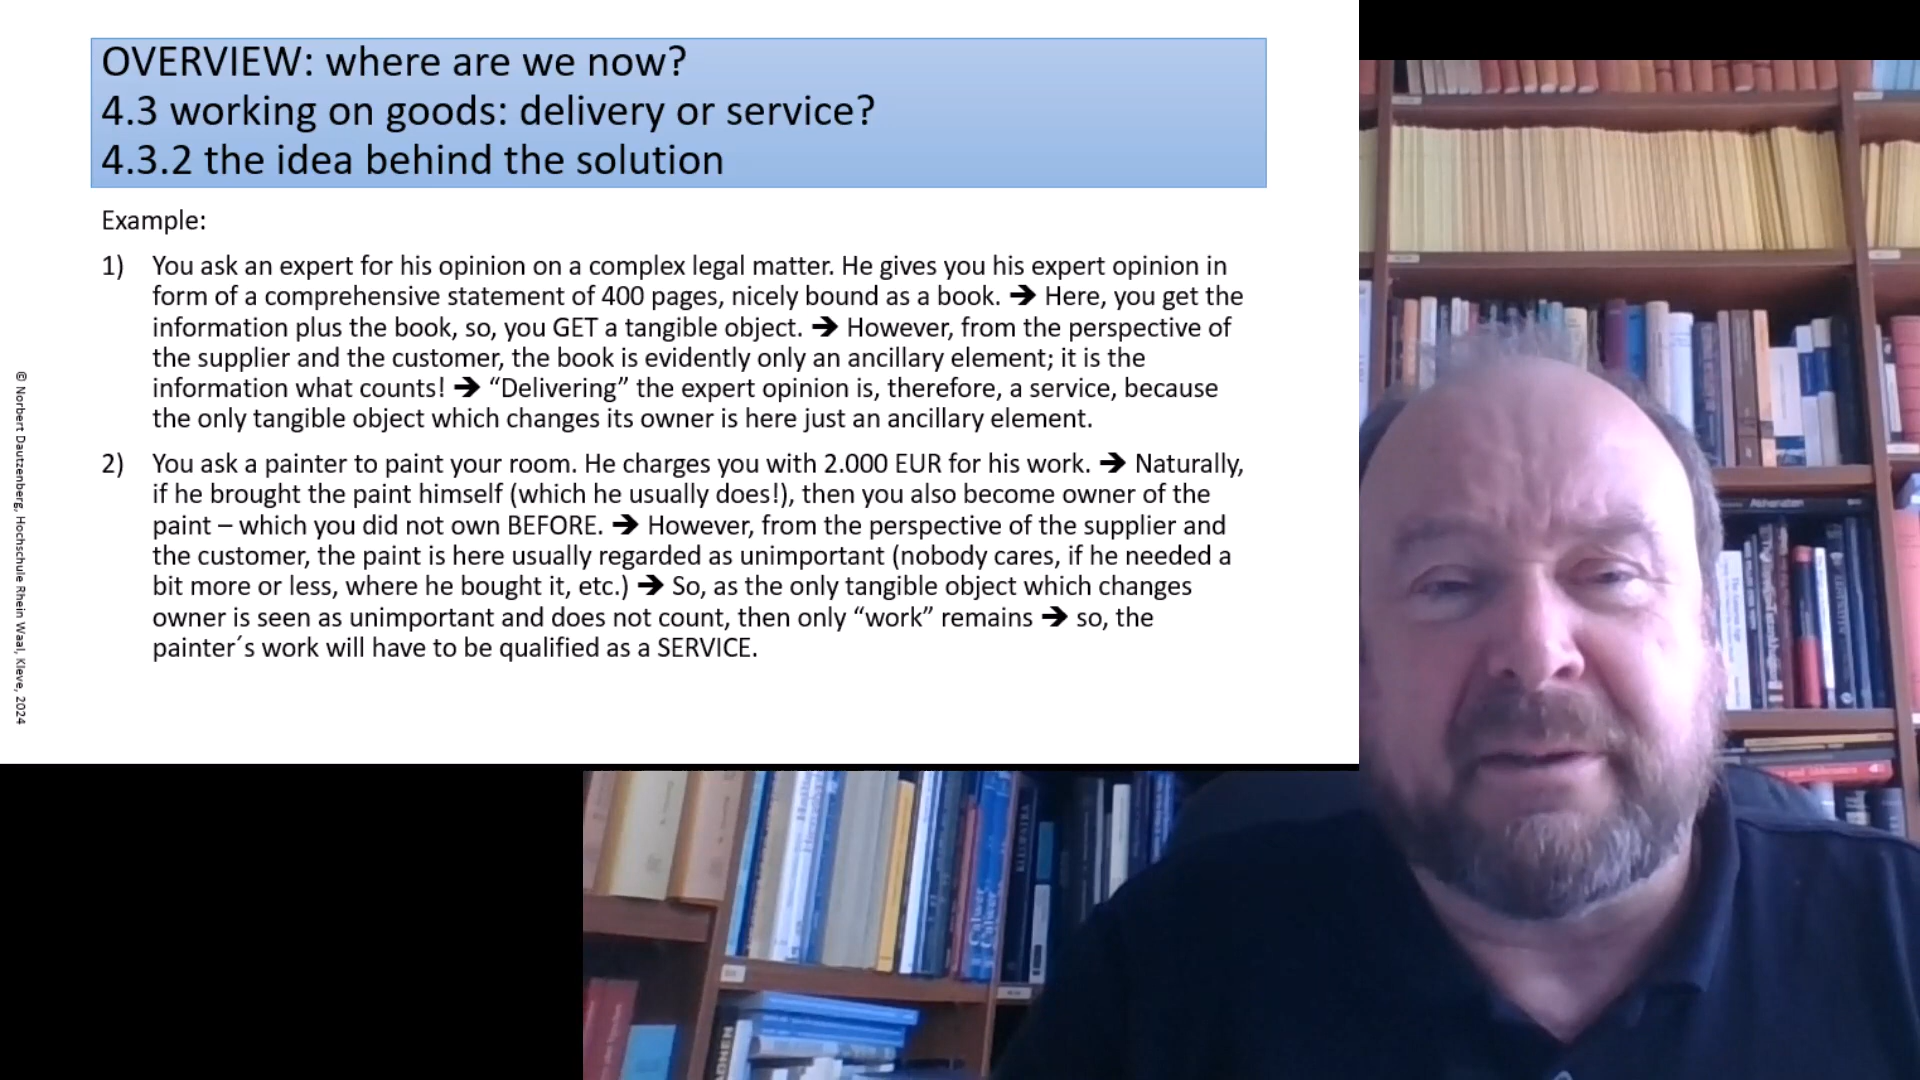 OVERVIEW: where are we now?
4.3 working on goods: delivery or service?
4.3.2 the idea behind the solution
Example:
1) You ask an expert for his opinion on a complex legal matter. He gives you his expert opinion in
form of a comprehensive statement of 400 pages, nicely bound as a book. ➔ Here, you get the
information plus the book, so, you GET a tangible object. ➔ However, from the perspective of
the supplier and the customer, the book is evidently only an ancillary element; it is the
information what counts! ➔ “Delivering” the expert opinion is, therefore, a service, because
the only tangible object which changes its owner is here just an ancillary element.
2) You ask a painter to paint your room. He charges you with 2.000 EUR for his work. ➔ Naturally,
if he brought the paint himself (which he usually does!), then you also become owner of the
paint – which you did not own BEFORE. ➔ However, from the perspective of the supplier and
the customer, the paint is here usually regarded as unimportant (nobody cares, if he needed a
bit more or less, where he bought it, etc.) ➔ So, as the only tangible object which changes
owner is seen as unimportant and does not count, then only “work” remains ➔ so, the
painter´s work will have to be qualified as a SERVICE.
© Norbert Dautzenberg, Hochschule Rhein Waal, Kleve, 2024